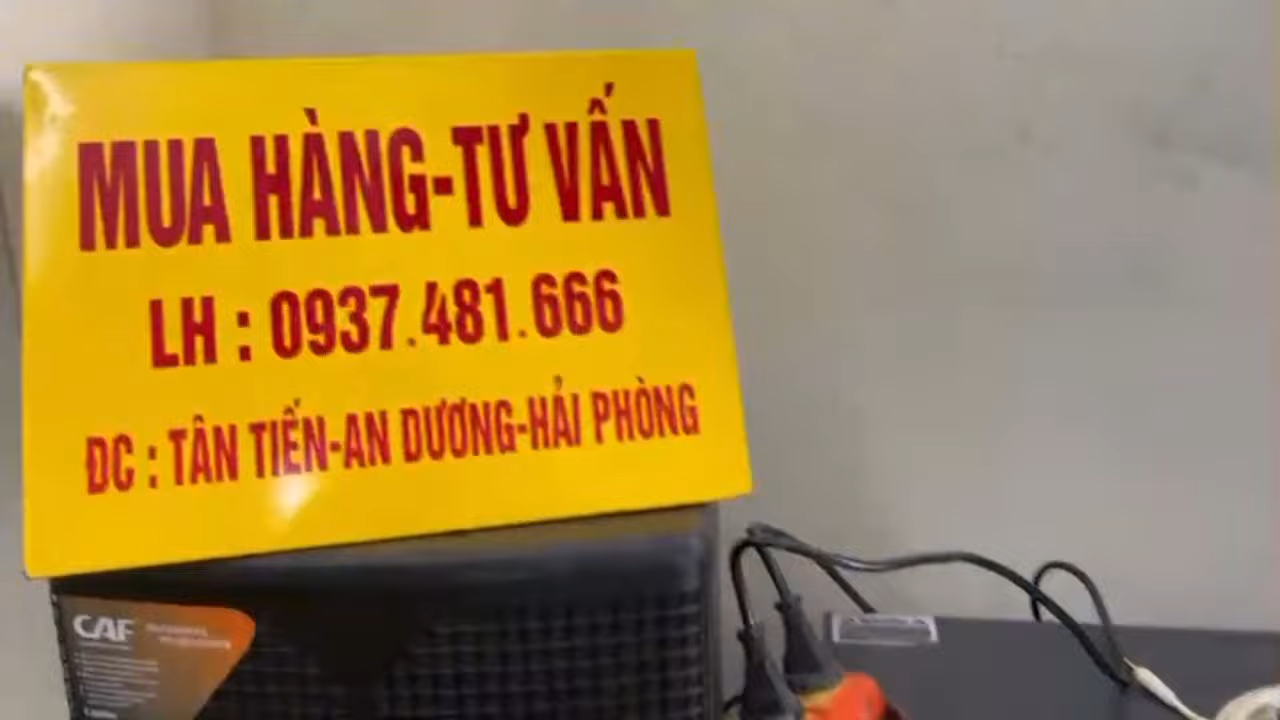 MUA HÀNG-TƯ VẤN
LH : 0937.481.666
ĐC : TÂN TIẾN-AN DƯƠNG-HẢI PHÒNG
CAF